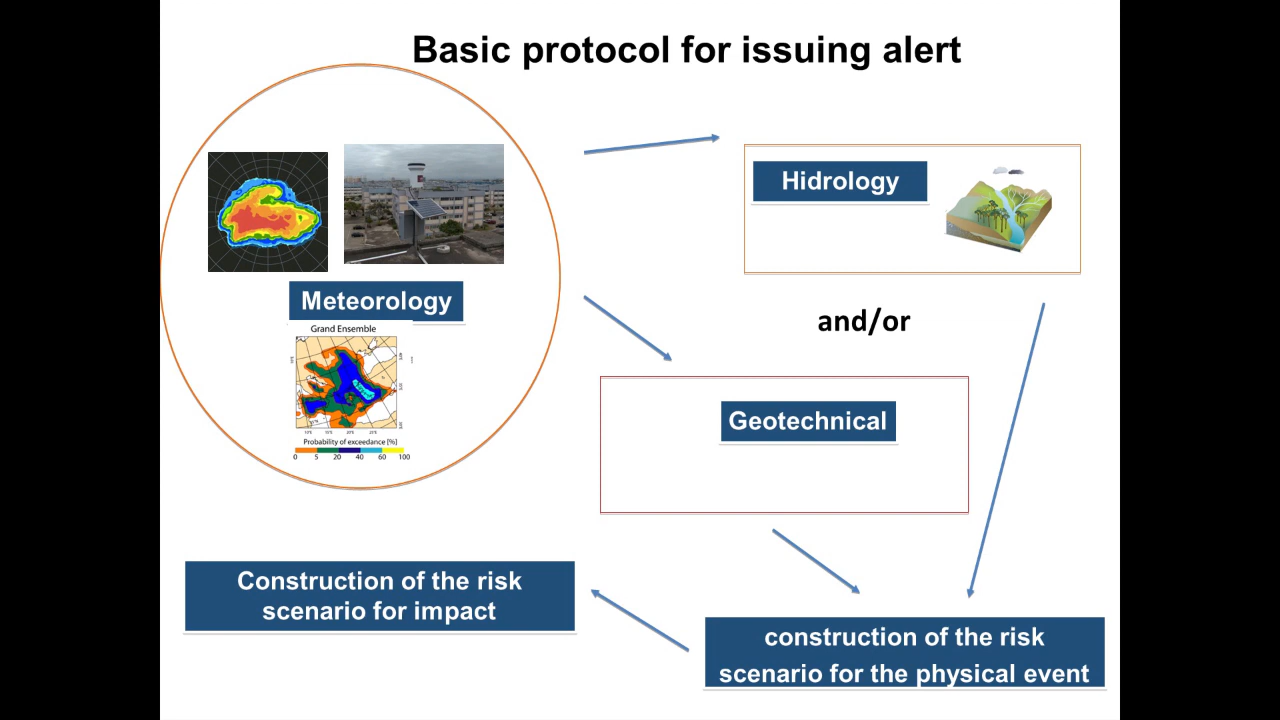 Basic protocol for issuing alert
Hidrology
Meteorology
Grand Ensemble
and/or
Geotechnical
Probability of exceedance [%]
0 5 20 40 60 100
Construction of the risk
scenario for impact
construction of the risk
scenario for the physical event